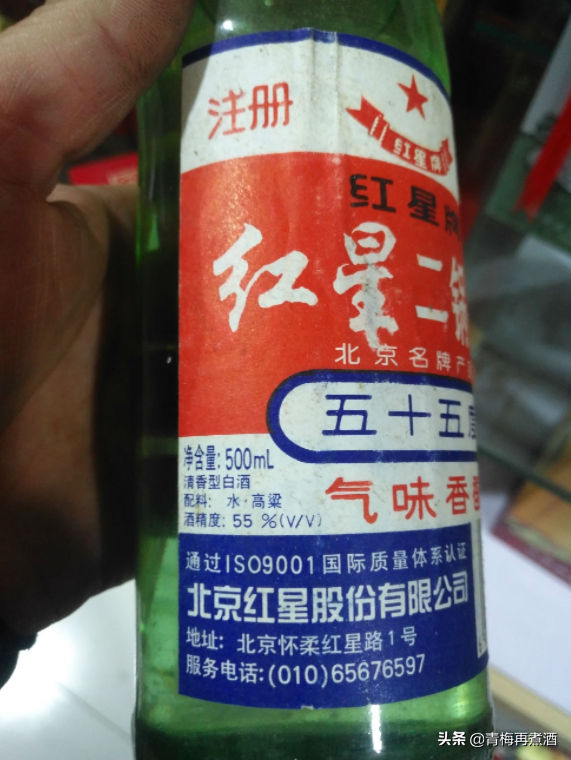 注册
红星牌
红星牌
红星二锅
北京名牌产
五十五度
净含量: 500mL
清香型白酒
配料: 水·高粱
酒精度: 55 %(V/V)
气味香
通过ISO9001国际质量体系认证
北京红星股份有限公司
地址: 北京怀柔红星路1号
服务电话:(010)65676597
头条 @青梅再煮酒